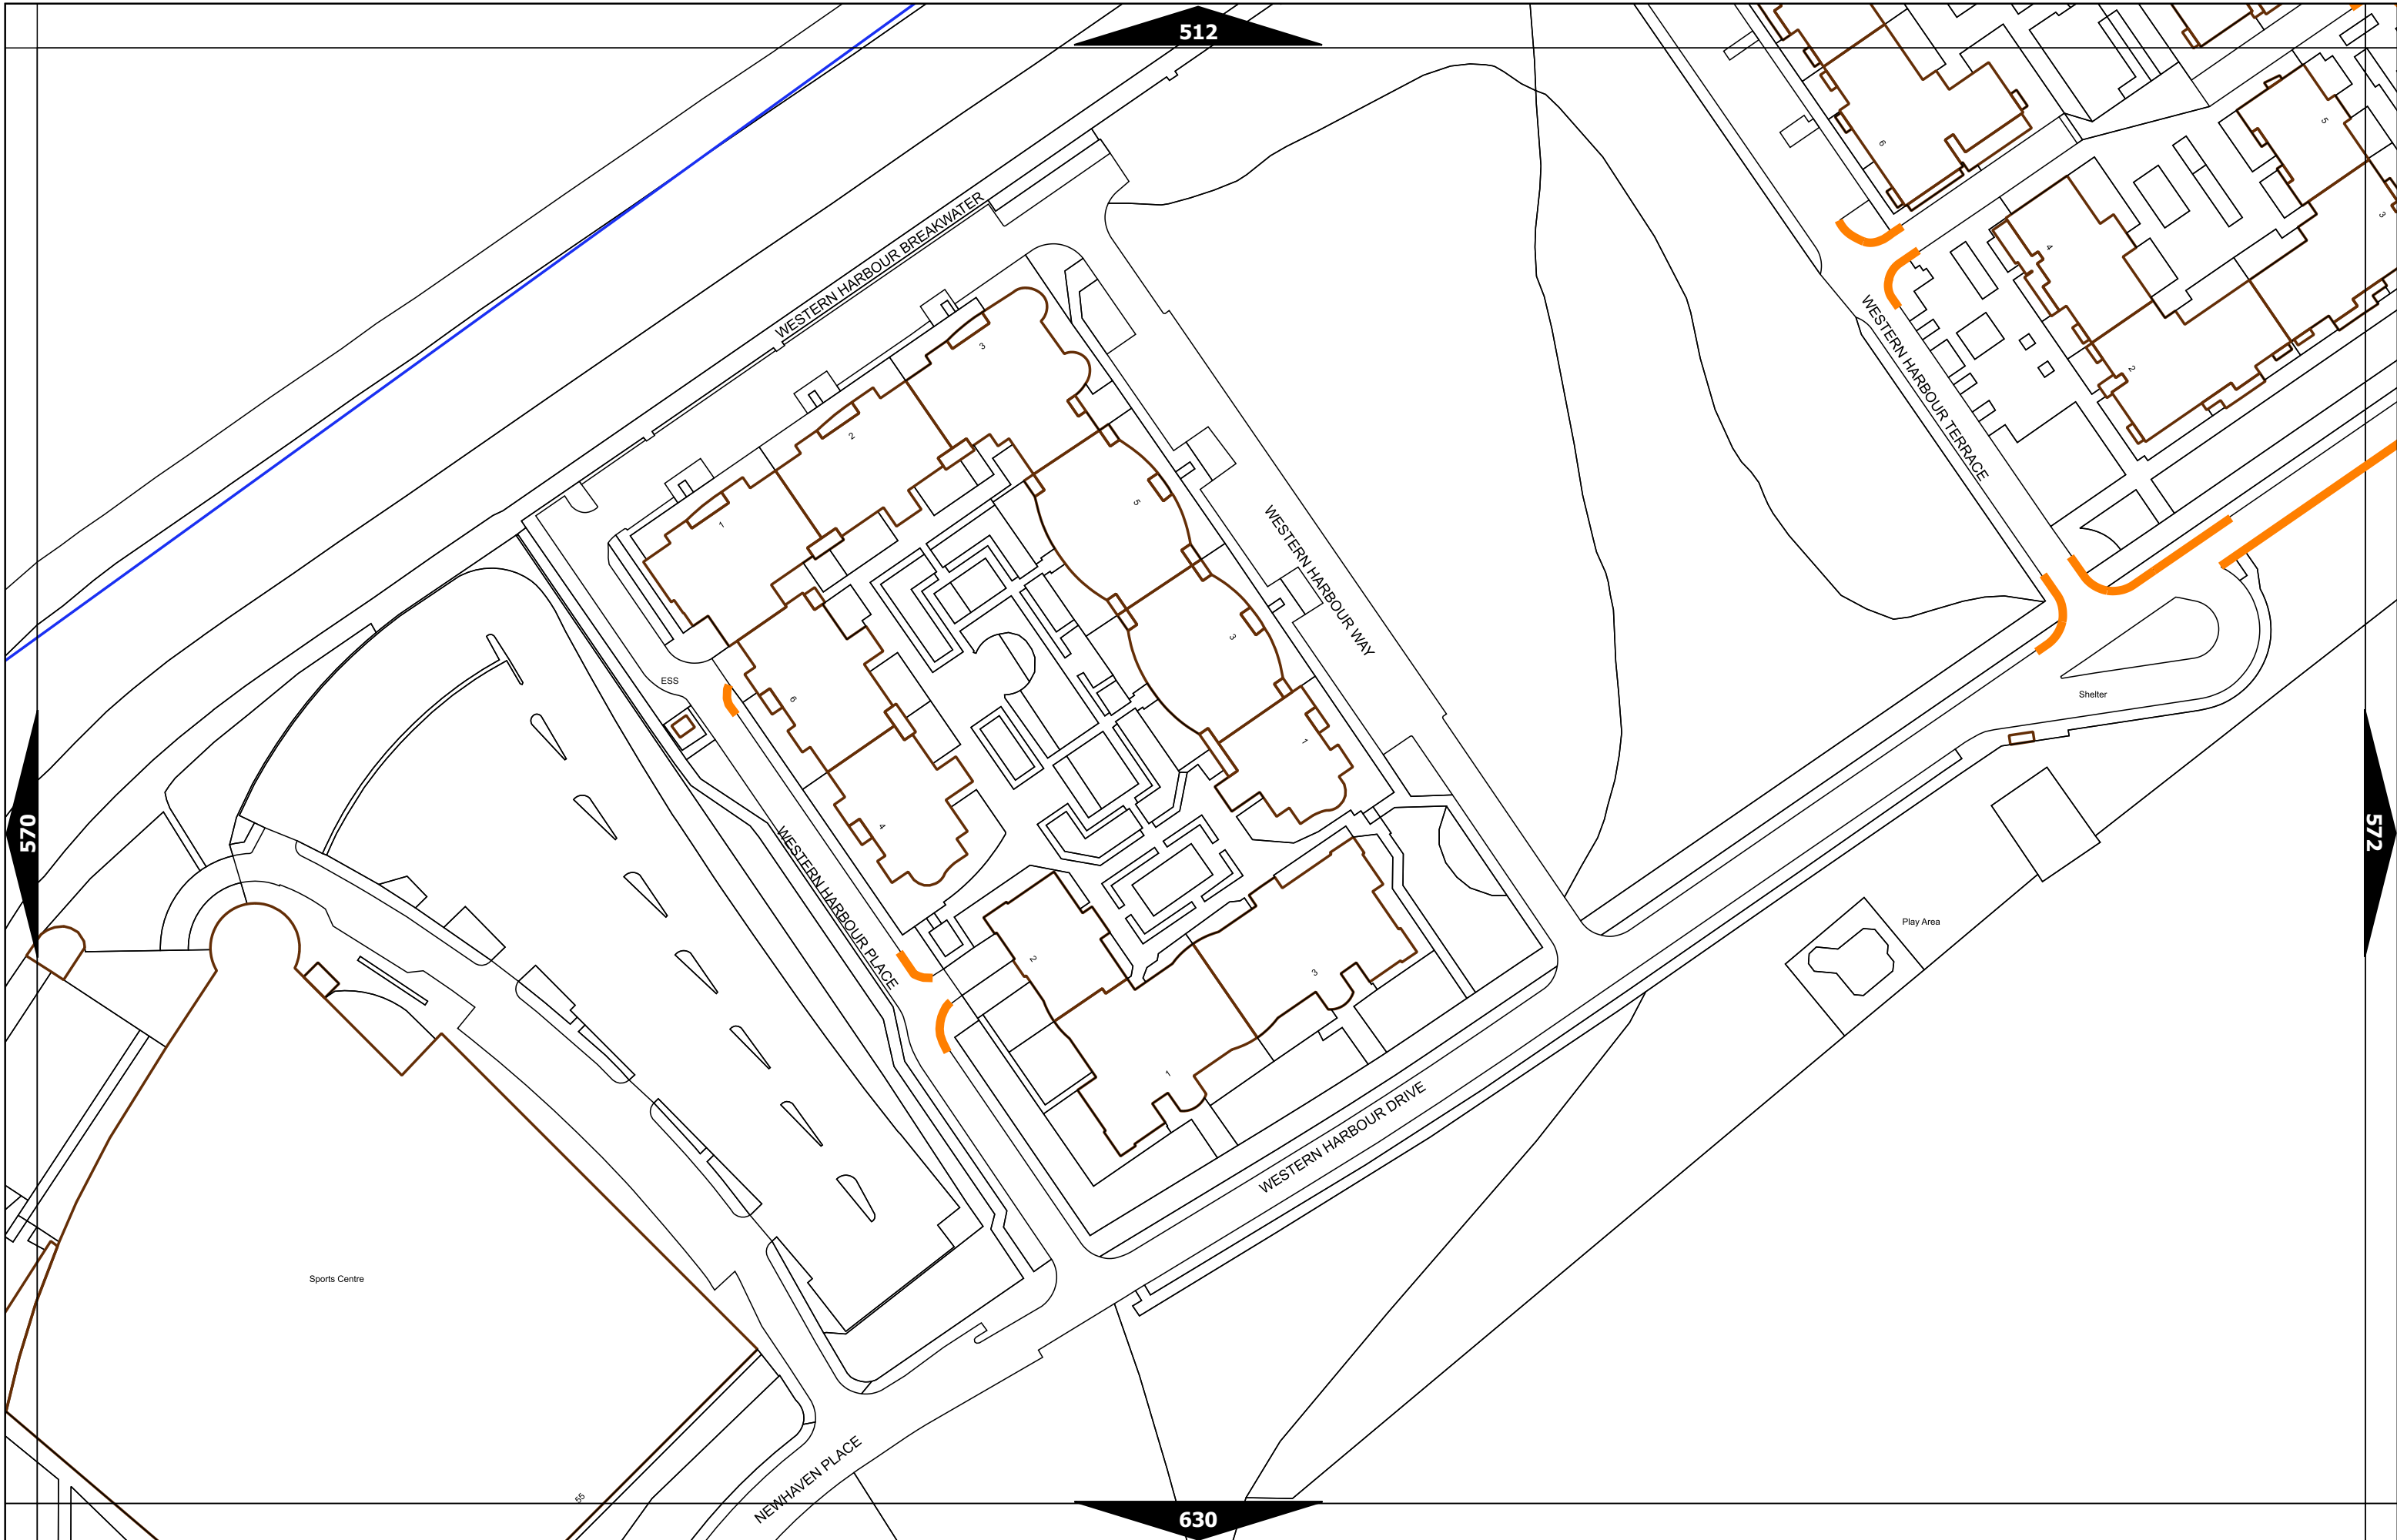 512
6
5
3
WESTERN HARBOUR BREAKWATER
4
3
2
WESTERN HARBOUR TERRACE
2
1
5
WESTERN HARBOUR WAY
3
ESS
6
Shelter
1
570
572
4
WESTERN HARBOUR PLACE
Play Area
2
3
1
WESTERN HARBOUR DRIVE
Sports Centre
NEWHAVEN PLACE
55
630